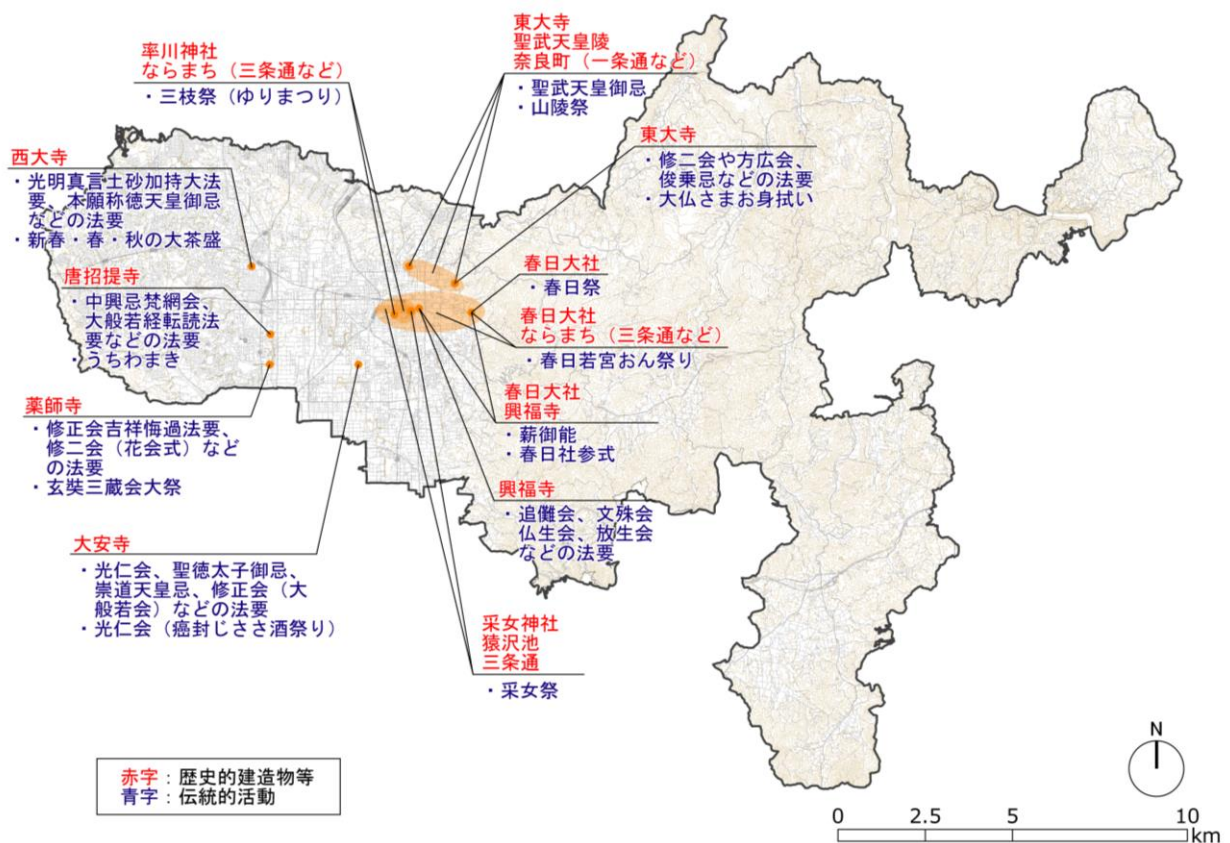 率川神社
ならまち（三条通など）
・三枝祭（ゆりまつり）
東大寺
聖武天皇陵
奈良町（一条通など）
・聖武天皇御忌
・山陵祭
東大寺
・修二会や方広会、
俊乗忌などの法要
・大仏さまお身拭い
西大寺
・光明真言土砂加持大法
要、本願称徳天皇御忌
などの法要
・新春・春・秋の大茶盛
唐招提寺
・中興忌梵網会、
大般若経転読法
要などの法要
・うちわまき
春日大社
・春日祭
春日大社
ならまち（三条通など）
・春日若宮おん祭り
春日大社
興福寺
・薪御能
・春日社参式
薬師寺
・修正会吉祥悔過法要、
修二会（花会式）など
の法要
・玄奘三蔵会大祭
興福寺
・追儺会、文殊会
仏生会、放生会
などの法要
大安寺
・光仁会、聖徳太子御忌、
崇道天皇忌、修正会（大
般若会）などの法要
・光仁会（癌封じささ酒祭り）
采女神社
猿沢池
三条通
・采女祭
赤字：歴史的建造物等
青字：伝統的活動
N
0 2.5 5 10
km